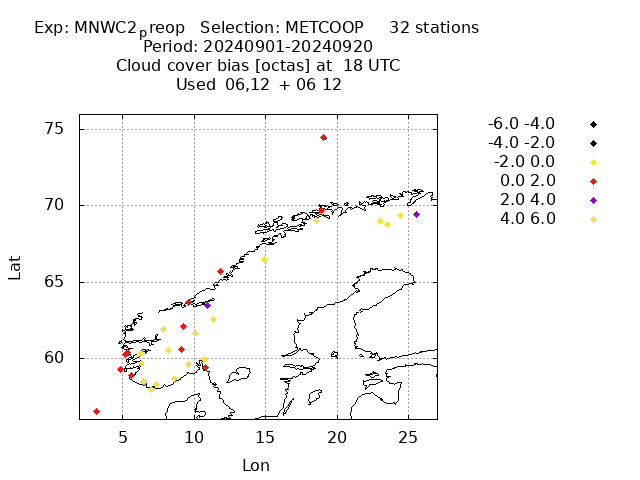 Exp: MNWC2preop   Selection: METCOOP     32 stations
Period: 20240901-20240920
Cloud cover bias [octas] at  18 UTC
Used  06,12  + 06 12
-6.0 -4.0
-4.0 -2.0
-2.0 0.0
0.0 2.0
2.0 4.0
4.0 6.0
75
70
65
60
Lat
5 10 15 20 25
Lon